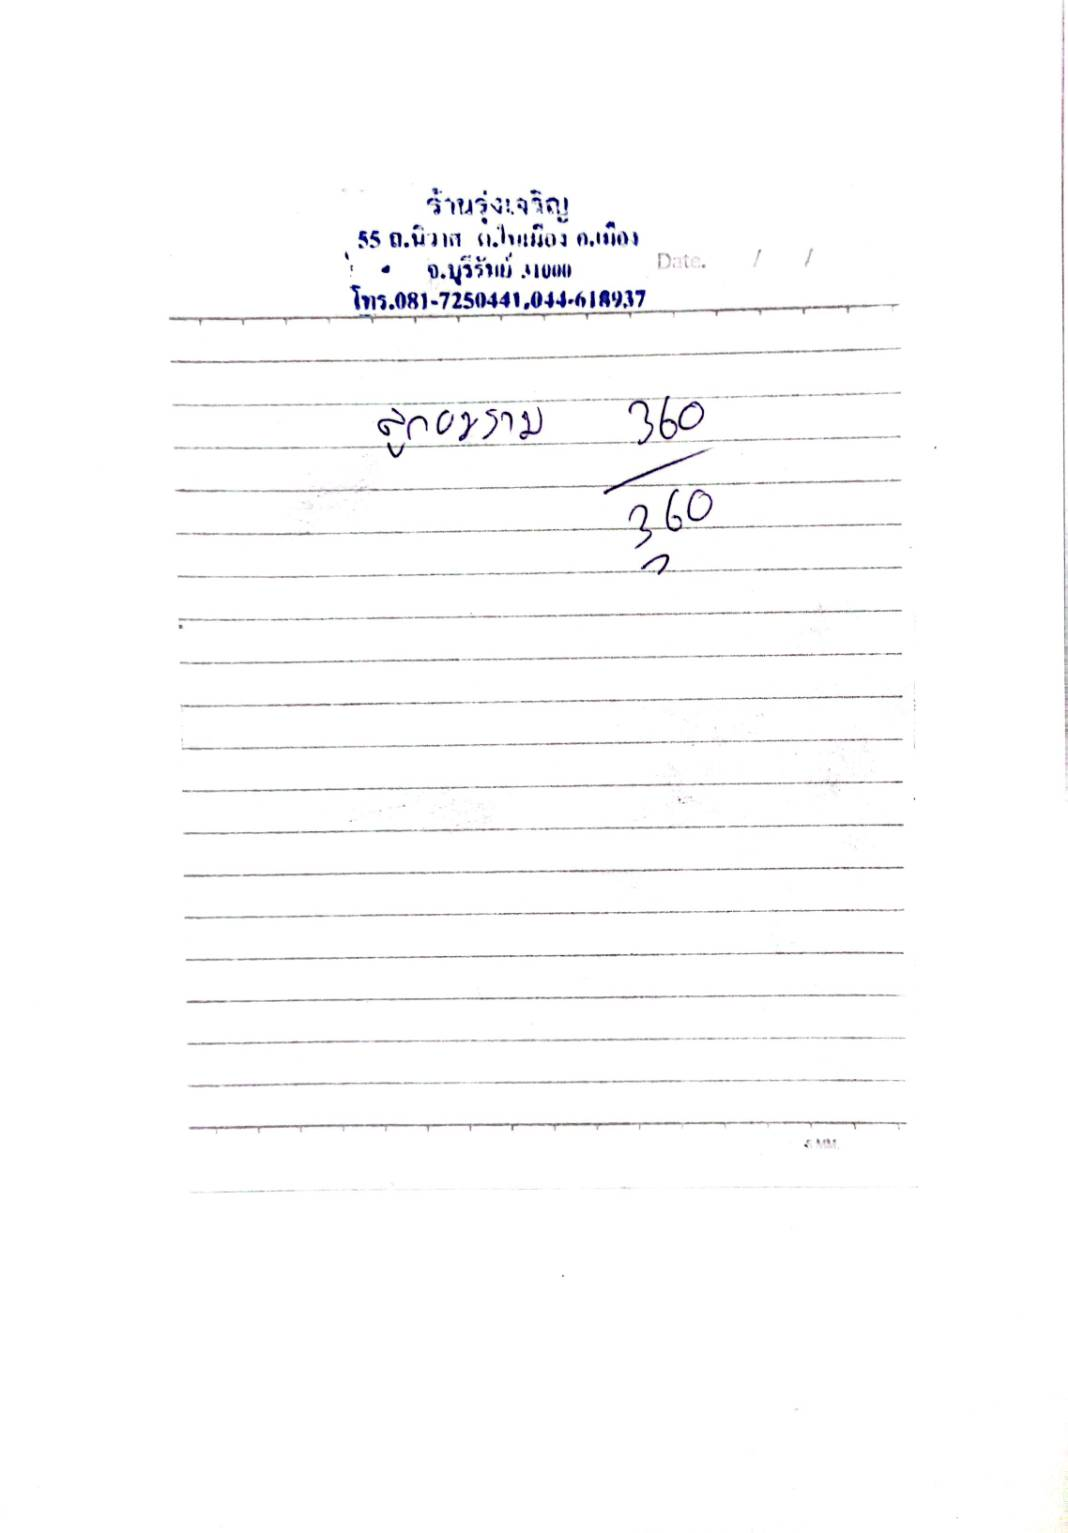 ร้านรุ่งเจริญ
55 ถ.นิวาศ ต.ในเมือง อ.เมือง
จ.บุรีรัมย์ 31000
Date. / /
โทร.081-7250441,044-618937
ลูกอมราม 360
360